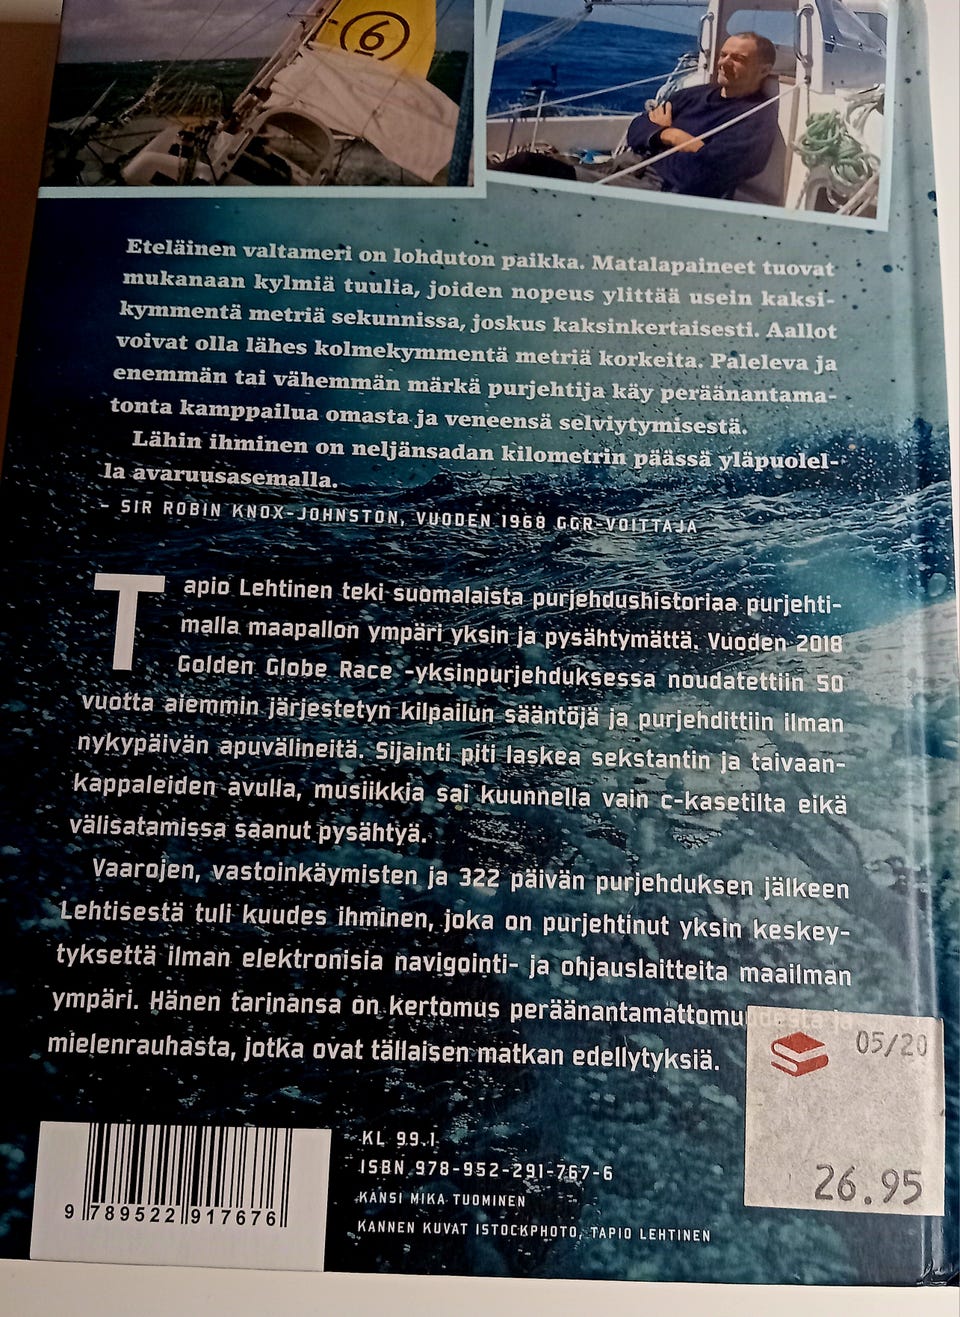 6
Eteläinen valtameri on lohduton paikka. Matalapaineet tuovat
mukanaan kylmiä tuulia, joiden nopeus ylittää usein kaksi-
kymmentä metriä sekunnissa, joskus kaksinkertaisesti. Aallot
voivat olla lähes kolmekymmentä metriä korkeita. Paleleva ja
enemmän tai vähemmän märkä purjehtija käy peräänantama-
tonta kamppailua omasta ja veneensä selviytymisestä.
Lähin ihminen on neljänsadan kilometrin päässä yläpuolel-
la avaruusasemalla.
- SIR ROBIN KNOX-JOHNSTON, VUODEN 1968 GGR-VOITTAJA
Tapio Lehtinen teki suomalaista purjehdushistoriaa purjehti-
malla maapallon ympäri yksin ja pysähtymättä. Vuoden 2018
Golden Globe Race -yksinpurjehduksessa noudatettiin 50
vuotta aiemmin järjestetyn kilpailun sääntöjä ja purjehdittiin ilman
nykypäivän apuvälineitä. Sijainti piti laskea sekstantin ja taivaan-
kappaleiden avulla, musiikkia sai kuunnella vain c-kasetilta eikä
välisatamissa saanut pysähtyä.
Vaarojen, vastoinkäymisten ja 322 päivän purjehduksen jälkeen
Lehtisestä tuli kuudes ihminen, joka on purjehtinut yksin keskey-
tyksettä ilman elektronisia navigointi- ja ohjauslaitteita maailman
ympäri. Hänen tarinansa on kertomus peräänantamattomuudesta ja
mielenrauhasta, jotka ovat tällaisen matkan edellytyksiä.
05/20
26.95
KL 99.1
ISBN 978-952-291-767-6
KANSI MIKA TUOMINEN
KANNEN KUVAT ISTOCKPHOTO, TAPIO LEHTINEN
9 789522 917676